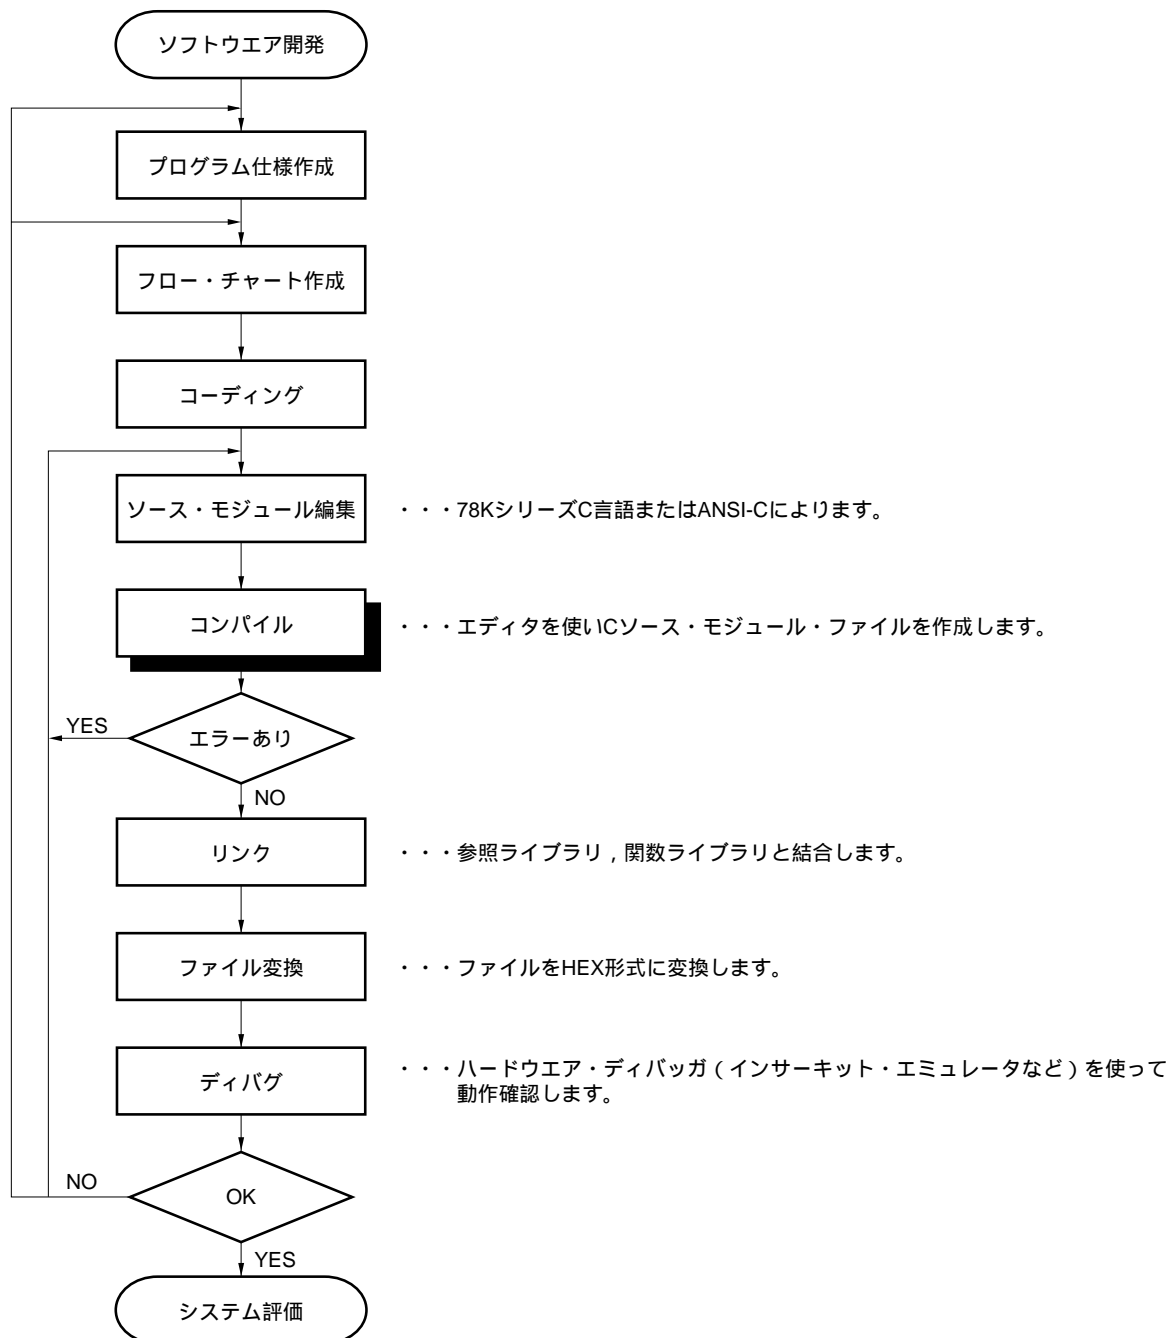 ソフトウエア開発
プログラム仕様作成
フロー・チャート作成
コーディング
ソース・モジュール編集
・・・78KシリーズC言語またはANSI-Cによります。
コンパイル
・・・エディタを使いCソース・モジュール・ファイルを作成します。
YES
エラーあり
NO
リンク
・・・参照ライブラリ，関数ライブラリと結合します。
ファイル変換
・・・ファイルをHEX形式に変換します。
ディバグ
・・・ハードウエア・ディバッガ（インサーキット・エミュレータなど）を使って
動作確認します。
NO
OK
YES
システム評価